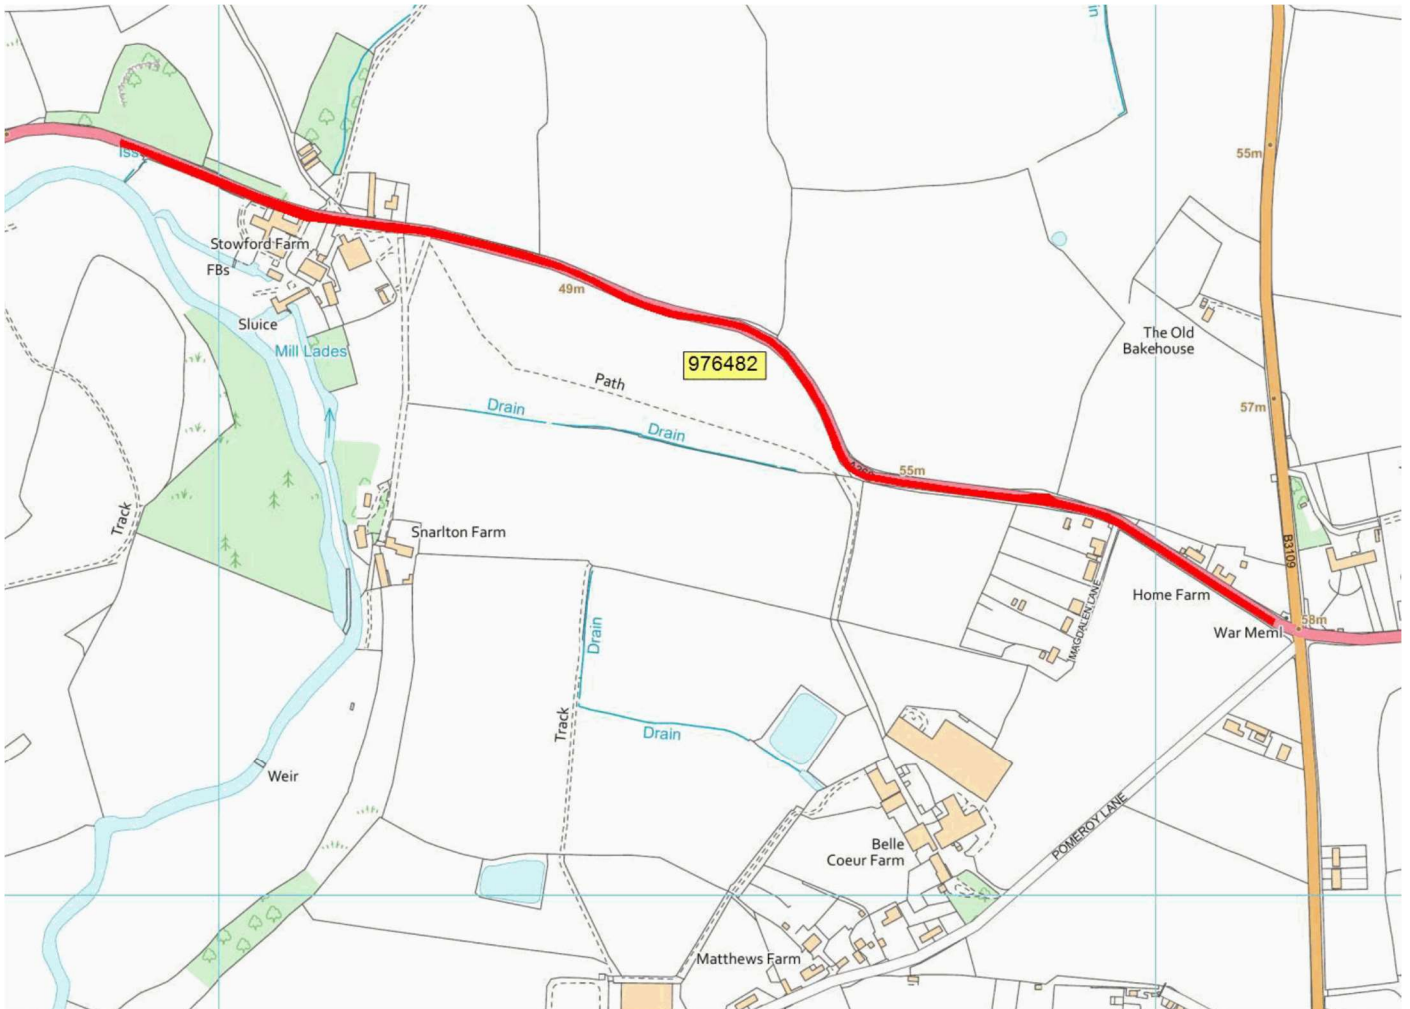 in
Iss
55m
Stowford Farm
FBs
49m
Sluice
The Old
Bakehouse
Mill Lades
976482
Path
Drain
57m
Drain
55m
Track
Snarlton Farm
B3109
Home Farm
MAGDALEN LANE
Drain
58m
War Meml
Track
Drain
Weir
POMEROY LANE
Belle
Coeur Farm
Matthews Farm